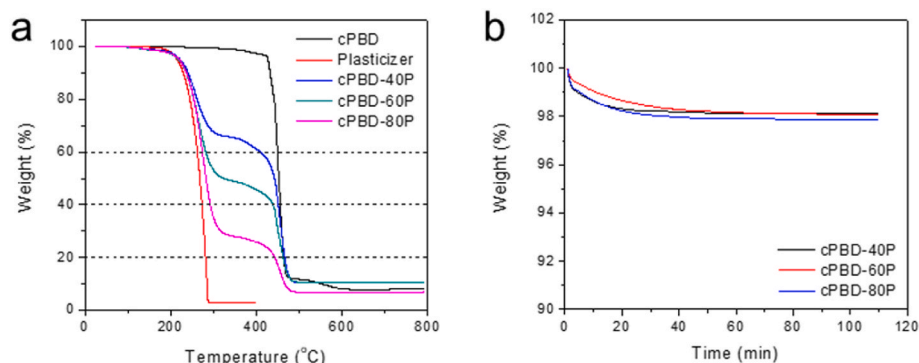 a
Weight (%)
100
80
60
40
20
0
0
200
400
600
800
Temperature (°C)
cPBD
Plasticizer
cPBD-40P
cPBD-60P
cPBD-80P
b
Weight (%)
102
100
98
96
94
92
90
0
20
40
60
80
100
120
Time (min)
cPBD-40P
cPBD-60P
cPBD-80P